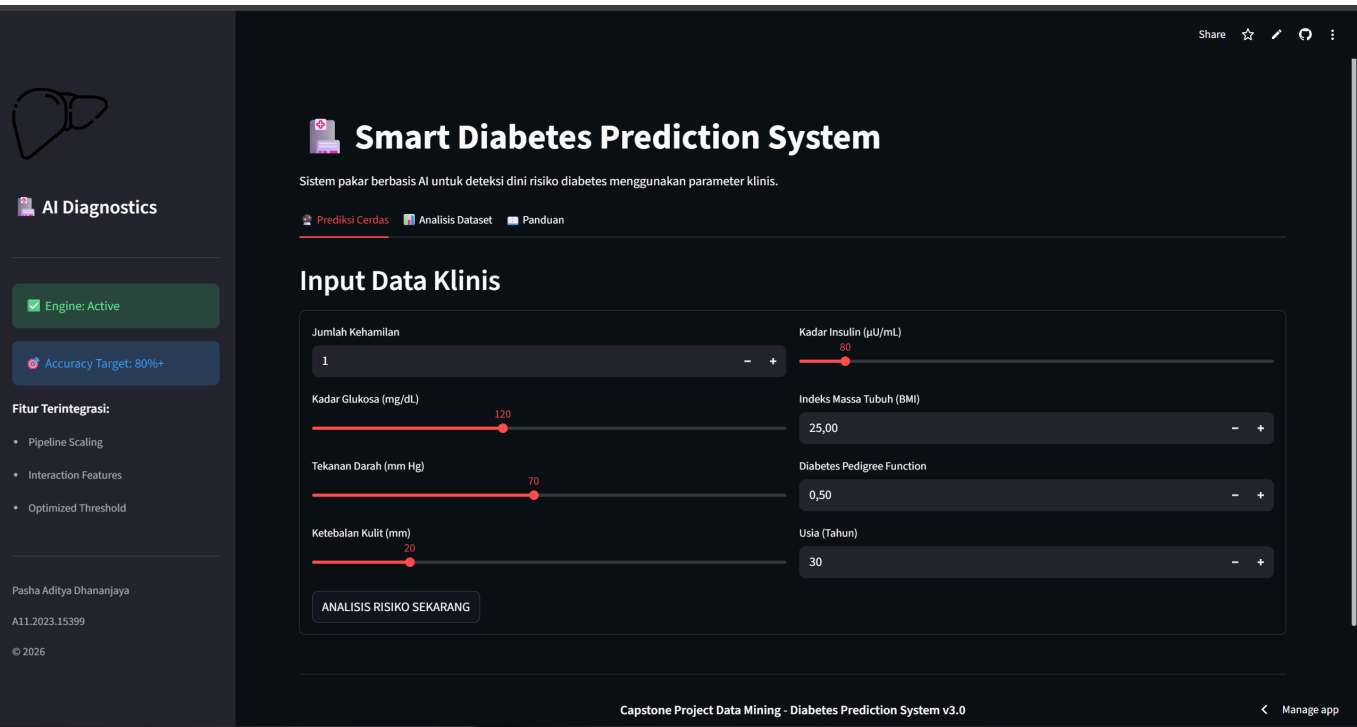 Share
AI Diagnostics
Engine: Active
Accuracy Target: 80%+
Fitur Terintegrasi:
Pipeline Scaling
Interaction Features
Optimized Threshold
Pasha Aditya Dhananjaya
A11.2023.15399
© 2026
Smart Diabetes Prediction System
Sistem pakar berbasis AI untuk deteksi dini risiko diabetes menggunakan parameter klinis.
Prediksi Cerdas Analisis Dataset Panduan
Input Data Klinis
Jumlah Kehamilan
1
Kadar Glukosa (mg/dL)
120
Tekanan Darah (mm Hg)
70
Ketebalan Kulit (mm)
20
Kadar Insulin (µU/mL)
80
Indeks Massa Tubuh (BMI)
25,00
Diabetes Pedigree Function
0,50
Usia (Tahun)
30
ANALISIS RISIKO SEKARANG
Capstone Project Data Mining - Diabetes Prediction System v3.0
Manage app